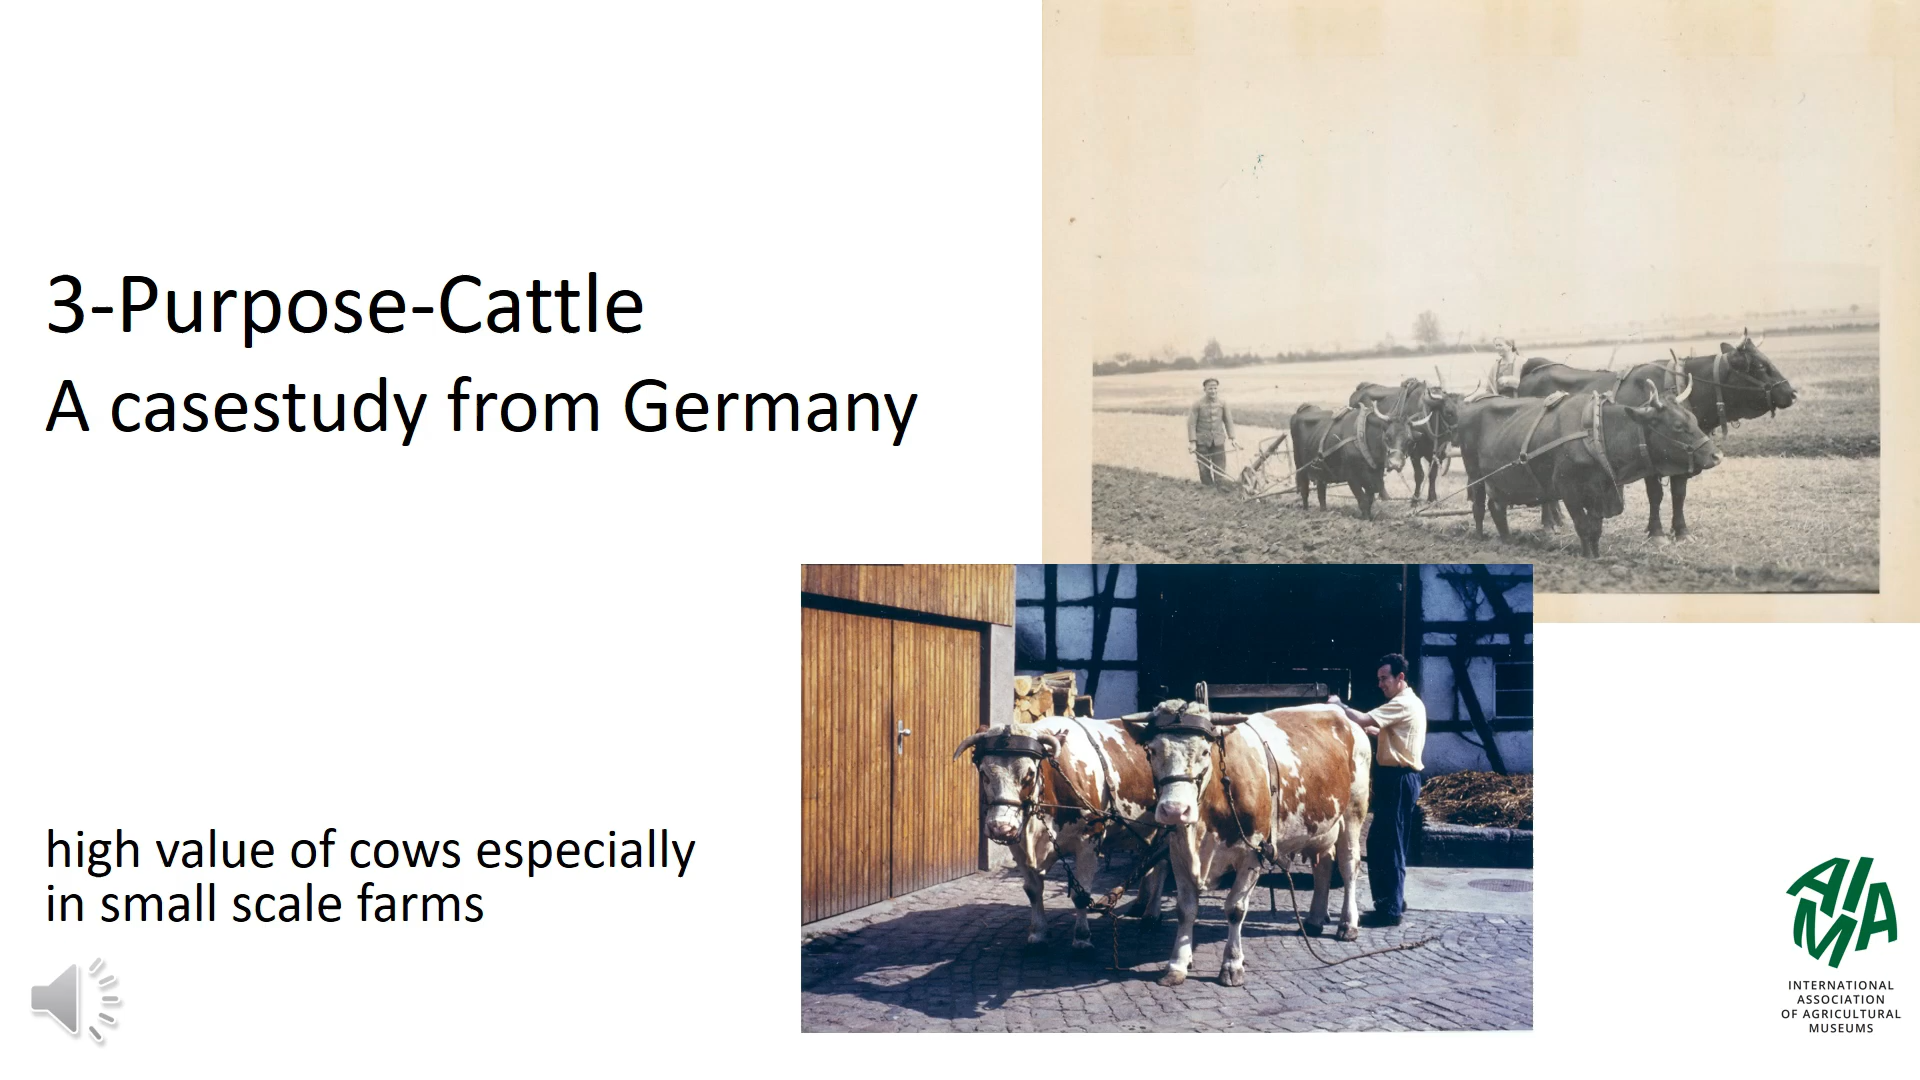 3-Purpose-Cattle
A casestudy from Germany
high value of cows especially
in small scale farms
AIMA
INTERNATIONAL
ASSOCIATION
OF AGRICULTURAL
MUSEUMS